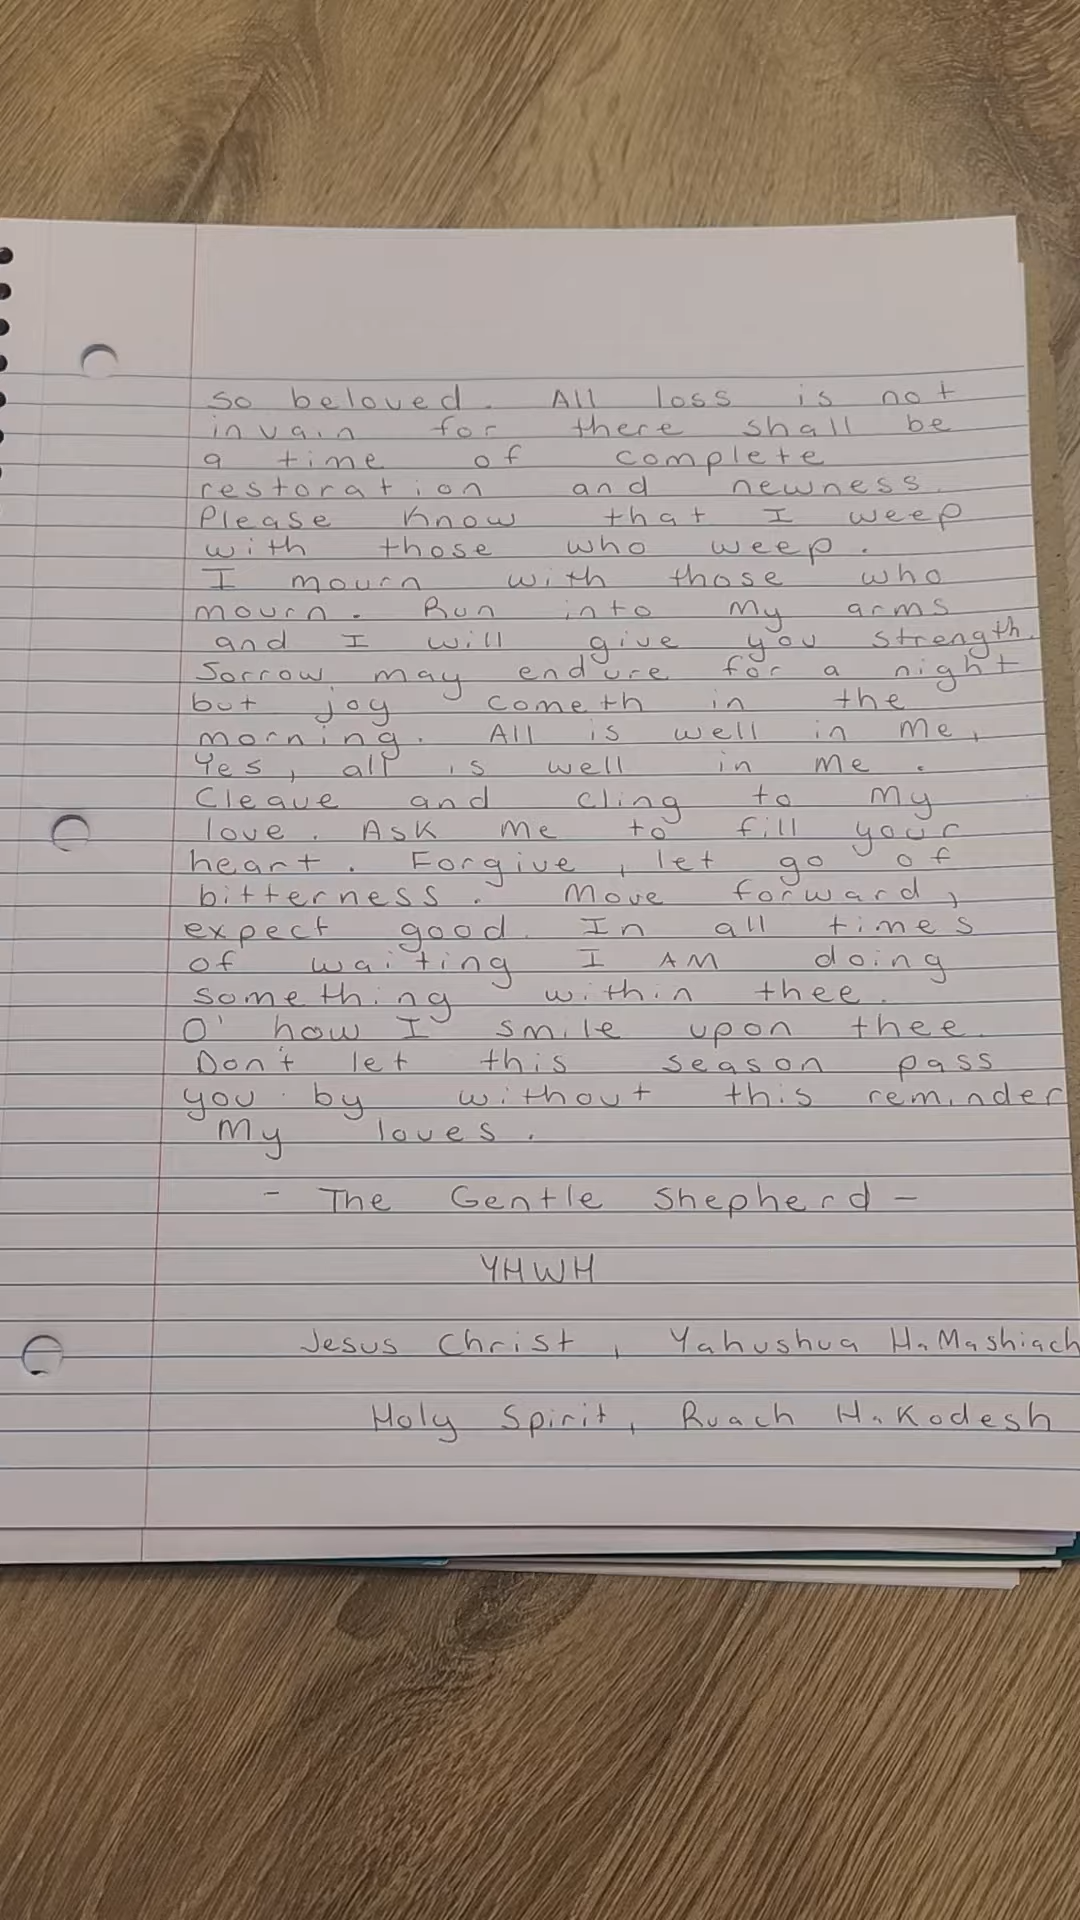 so beloved. All loss is not
invain for there shall be
a time of complete
restoration and newness.
Please know that I weep
with those who weep.
I mourn with those who
mourn. Run into My arms
and I will give you strength.
Sorrow may endure for a night
but joy cometh in the
morning. All is well in Me,
Yes, all is well in Me.
Cleave and cling to My
love. Ask Me to fill your
heart. Forgive, let go of
bitterness. Move forward,
expect good. In all times
of waiting I AM doing
something within thee.
O' how I smile upon thee.
Don't let this season pass
you by without this reminder
My loves.
- The Gentle Shepherd -
YHWH
Jesus Christ, Yahushua HaMashiach
Holy Spirit, Ruach HaKodesh